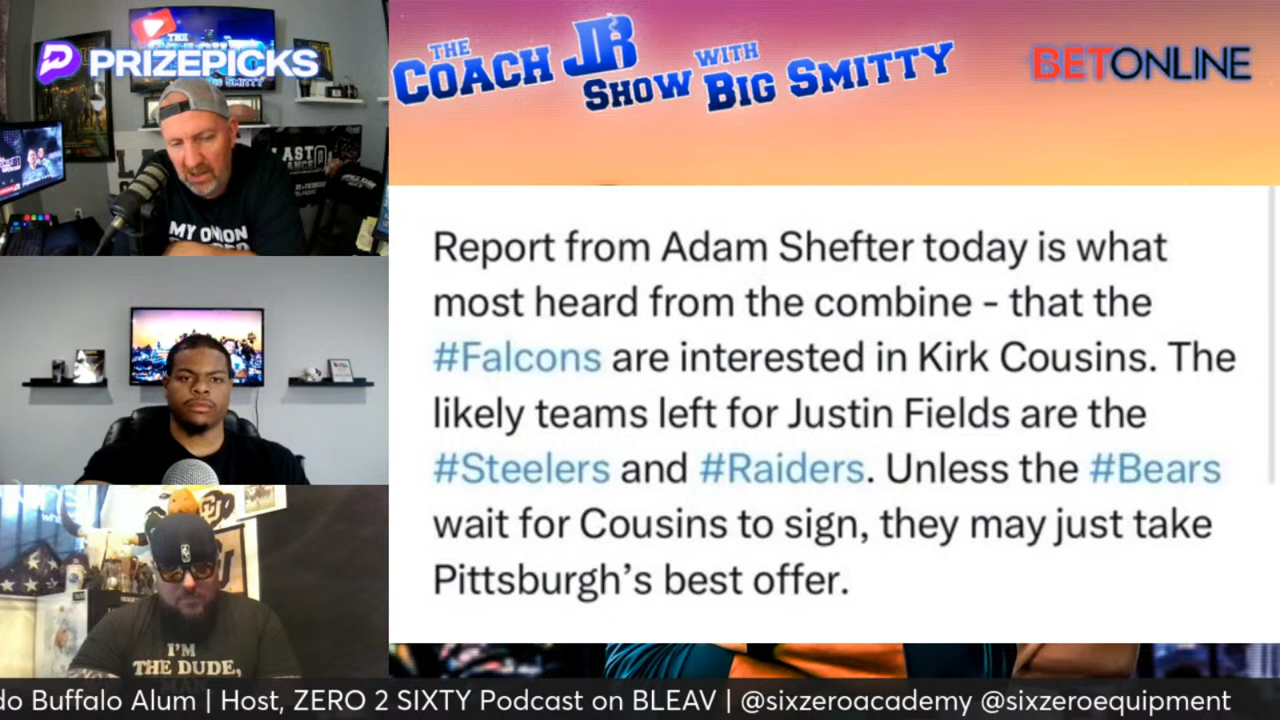 PRIZEPICKS
THE
COACH JB
SHOW WITH
BIG SMITTY
BETONLINE
Report from Adam Shefter today is what
most heard from the combine - that the
#Falcons are interested in Kirk Cousins. The
likely teams left for Justin Fields are the
#Steelers and #Raiders. Unless the #Bears
wait for Cousins to sign, they may just take
Pittsburgh's best offer.
I'M
THE DUDE,
do Buffalo Alum | Host, ZERO 2 SIXTY Podcast on BLEAV | @sixzeroacademy @sixzeroequipment